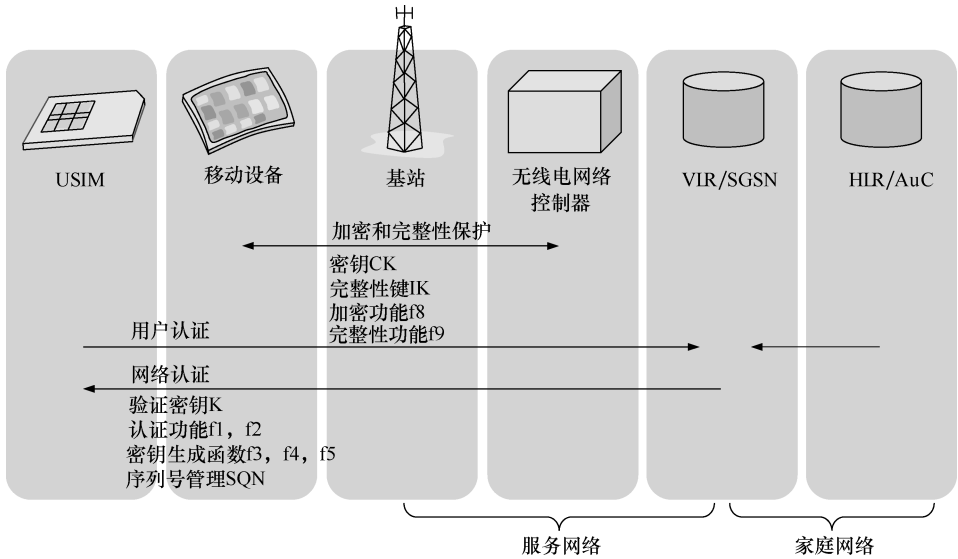 USIM
移动设备
基站
无线电网络
控制器
VIR/SGSN
HIR/AuC
加密和完整性保护
密钥CK
完整性键IK
加密功能f8
完整性功能f9
用户认证
网络认证
验证密钥K
认证功能f1，f2
密钥生成函数f3，f4，f5
序列号管理SQN
服务网络
家庭网络